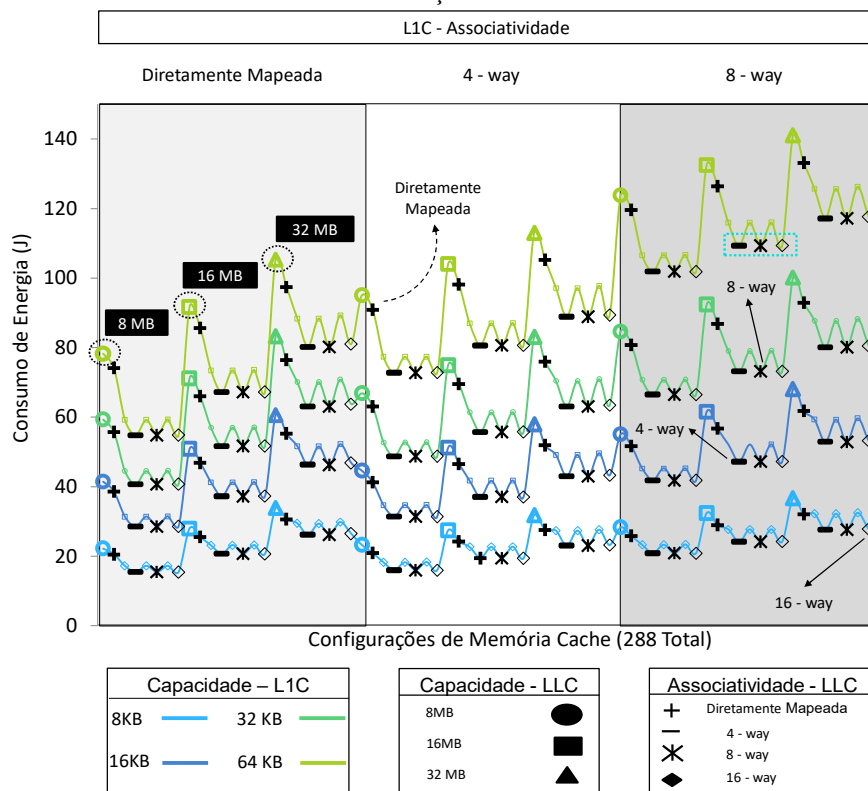 L1C - Associatividade
Diretamente Mapeada
4 - way
8 - way
Consumo de Energia (J)
140
120
100
80
60
40
20
0
Diretamente
Mapeada
32 MB
16 MB
8 MB
8 - way
4 - way
16 - way
Configurações de Memória Cache (288 Total)
Capacidade – L1C
8KB
32 KB
16KB
64 KB
Capacidade - LLC
8MB
16MB
32 MB
Associatividade - LLC
Diretamente Mapeada
4 - way
8 - way
16 - way